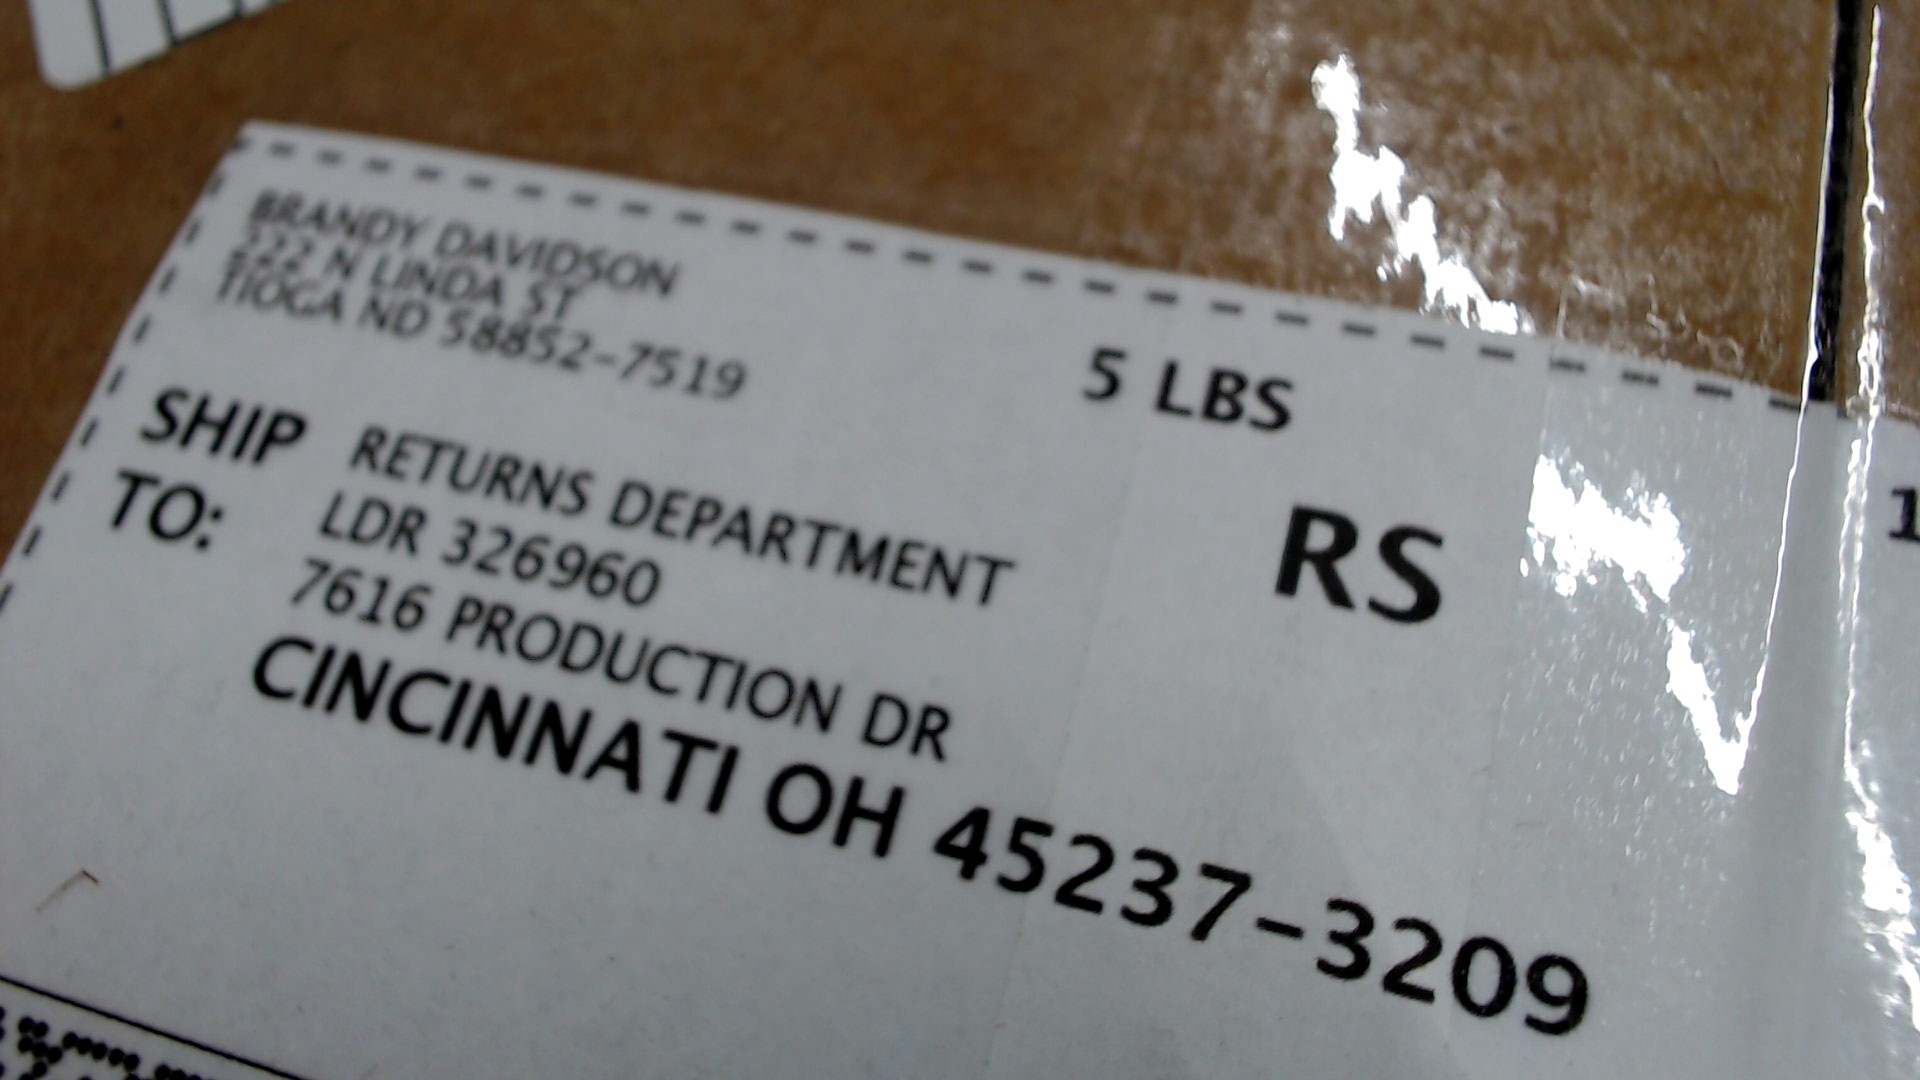 BRANDY DAVIDSON
222 N LINDA ST
TIOGA ND 58852-7519
5 LBS
1
RS
SHIP TO:
RETURNS DEPARTMENT
LDR 326960
7616 PRODUCTION DR
CINCINNATI OH 45237-3209